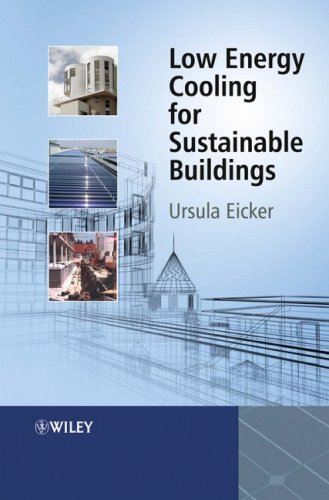 Low Energy
Cooling
for
Sustainable
Buildings
Ursula Eicker
WILEY